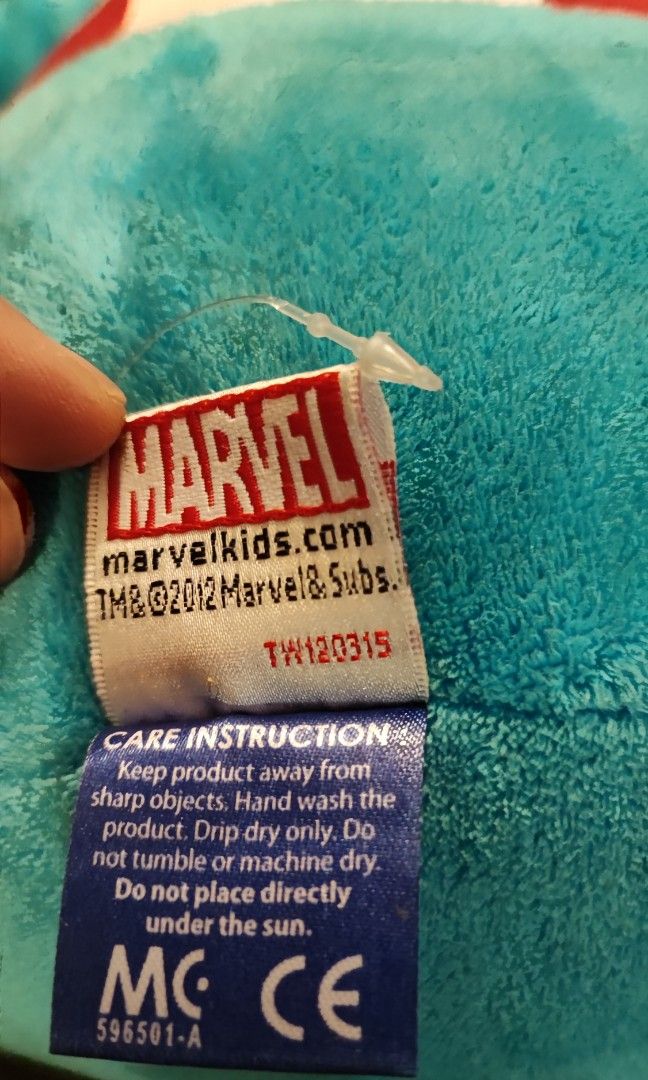 MARVEL
marvelkids.com
TM&©2012 Marvel & Subs.
TW120315
CARE INSTRUCTION :
Keep product away from
sharp objects. Hand wash the
product. Drip dry only. Do
not tumble or machine dry.
Do not place directly
under the sun.
MC CE
596501-A